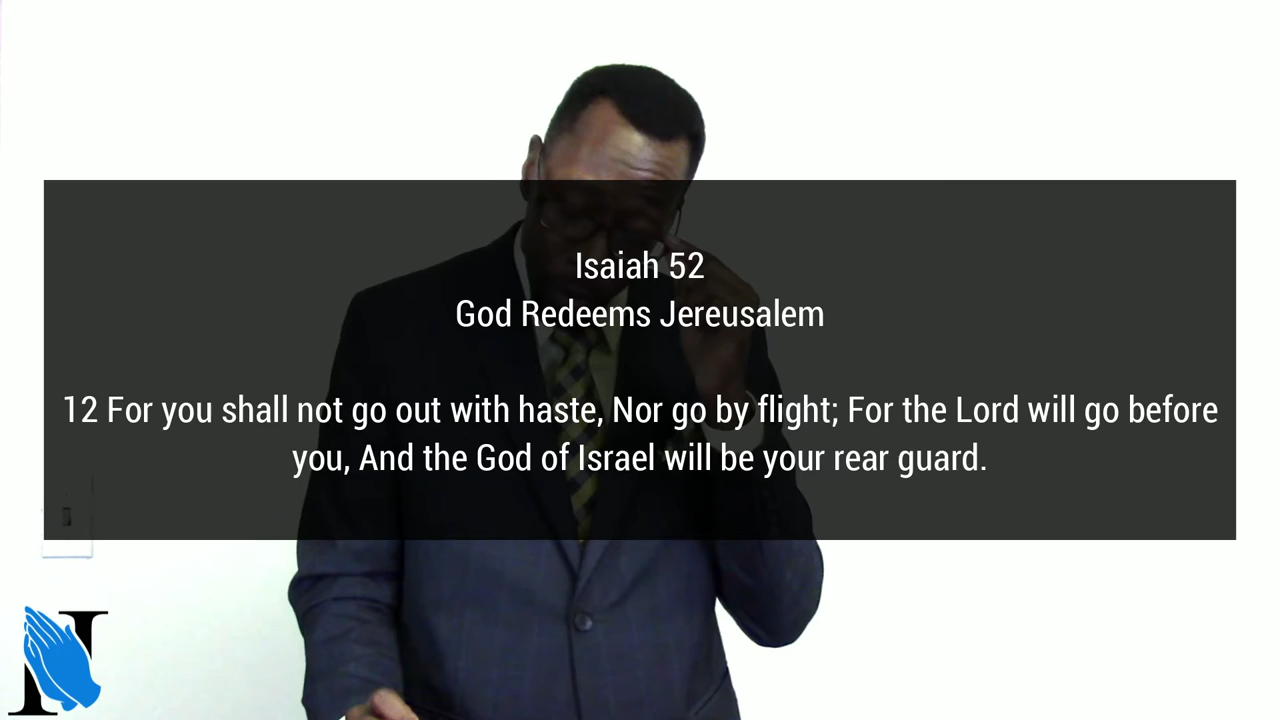 Isaiah 52
God Redeems Jereusalem
12 For you shall not go out with haste, Nor go by flight; For the Lord will go before
you, And the God of Israel will be your rear guard.
N